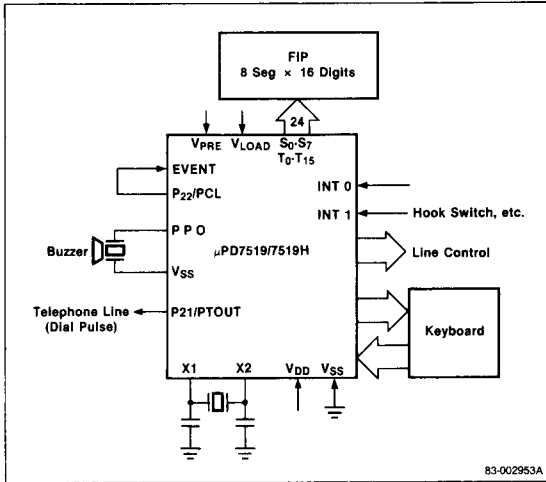 FIP
8 Seg × 16 Digits
24
VPRE
VLOAD
S0-S7
T0-T15
EVENT
P22/PCL
INT 0
INT 1
Hook Switch, etc.
PPO
μPD7519/7519H
Buzzer
Line Control
VSS
Telephone Line
(Dial Pulse)
P21/PTOUT
Keyboard
X1
X2
VDD
VSS
83-002953A